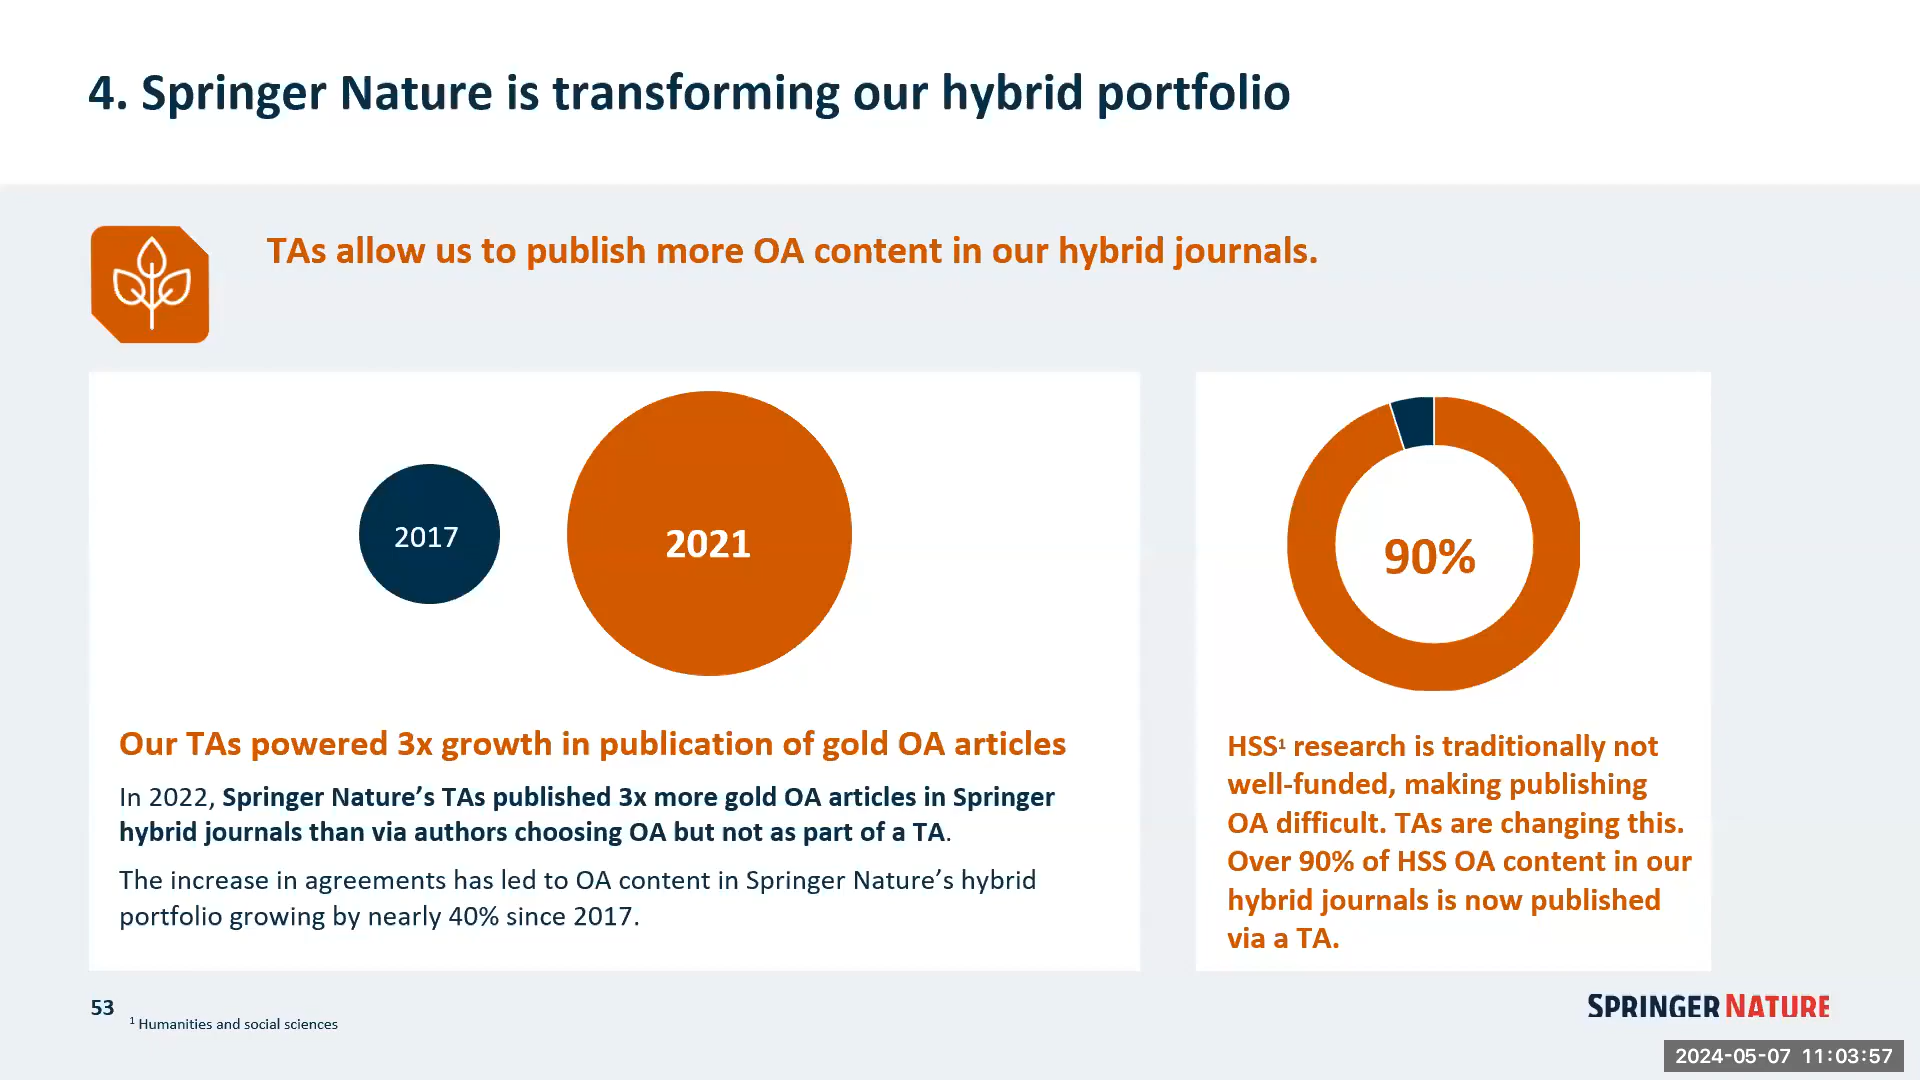 4. Springer Nature is transforming our hybrid portfolio
TAs allow us to publish more OA content in our hybrid journals.
2017
2021
Our TAs powered 3x growth in publication of gold OA articles
In 2022, Springer Nature’s TAs published 3x more gold OA articles in Springer
hybrid journals than via authors choosing OA but not as part of a TA.
The increase in agreements has led to OA content in Springer Nature’s hybrid
portfolio growing by nearly 40% since 2017.
90%
HSS¹ research is traditionally not
well-funded, making publishing
OA difficult. TAs are changing this.
Over 90% of HSS OA content in our
hybrid journals is now published
via a TA.
53
¹ Humanities and social sciences
SPRINGER NATURE
2024-05-07 11:03:57